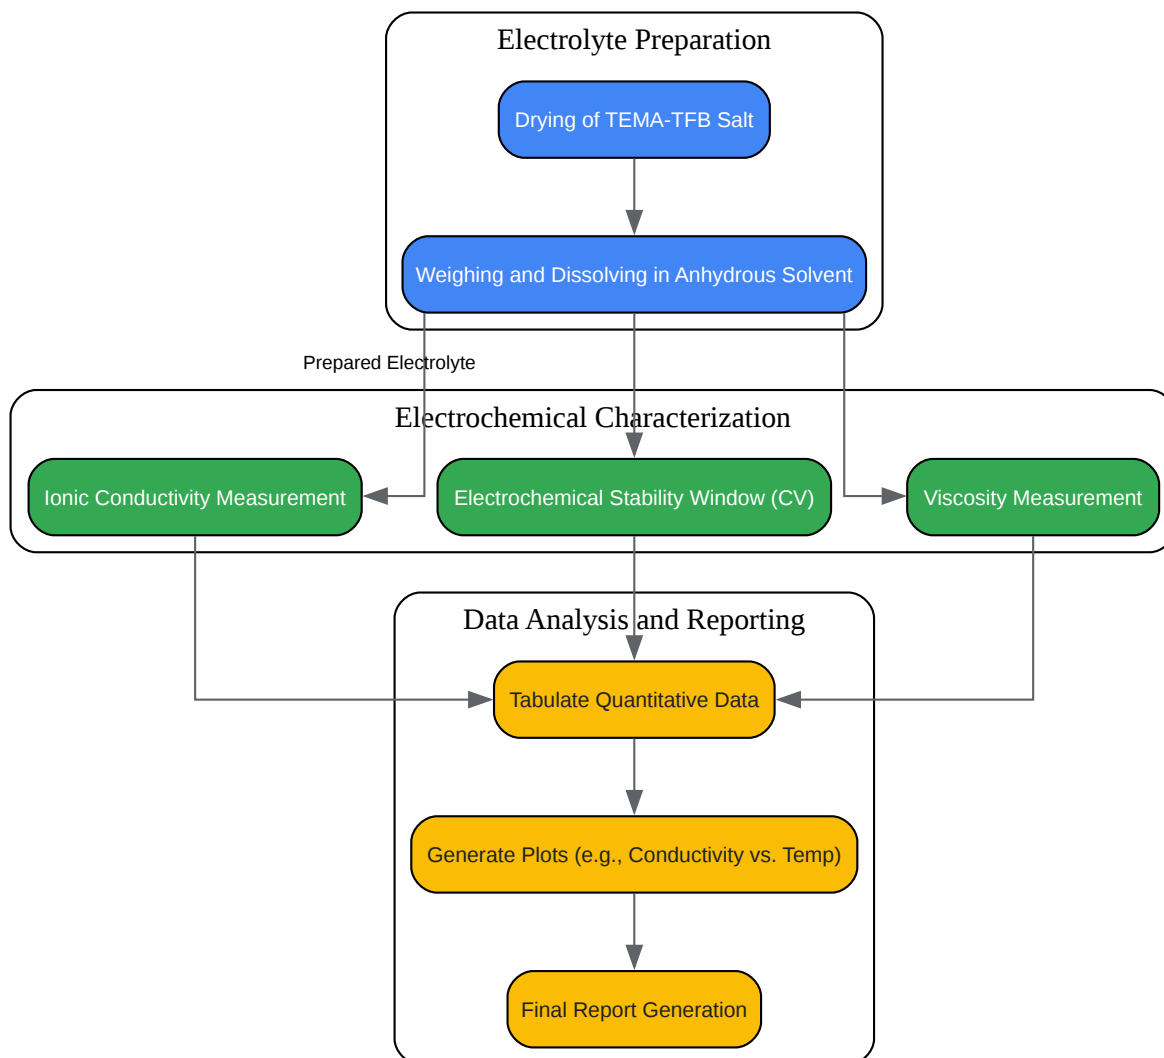 Electrolyte Preparation
Drying of TEMA-TFB Salt
Weighing and Dissolving in Anhydrous Solvent
Prepared Electrolyte
Electrochemical Characterization
Ionic Conductivity Measurement
Electrochemical Stability Window (CV)
Viscosity Measurement
Data Analysis and Reporting
Tabulate Quantitative Data
Generate Plots (e.g., Conductivity vs. Temp)
Final Report Generation